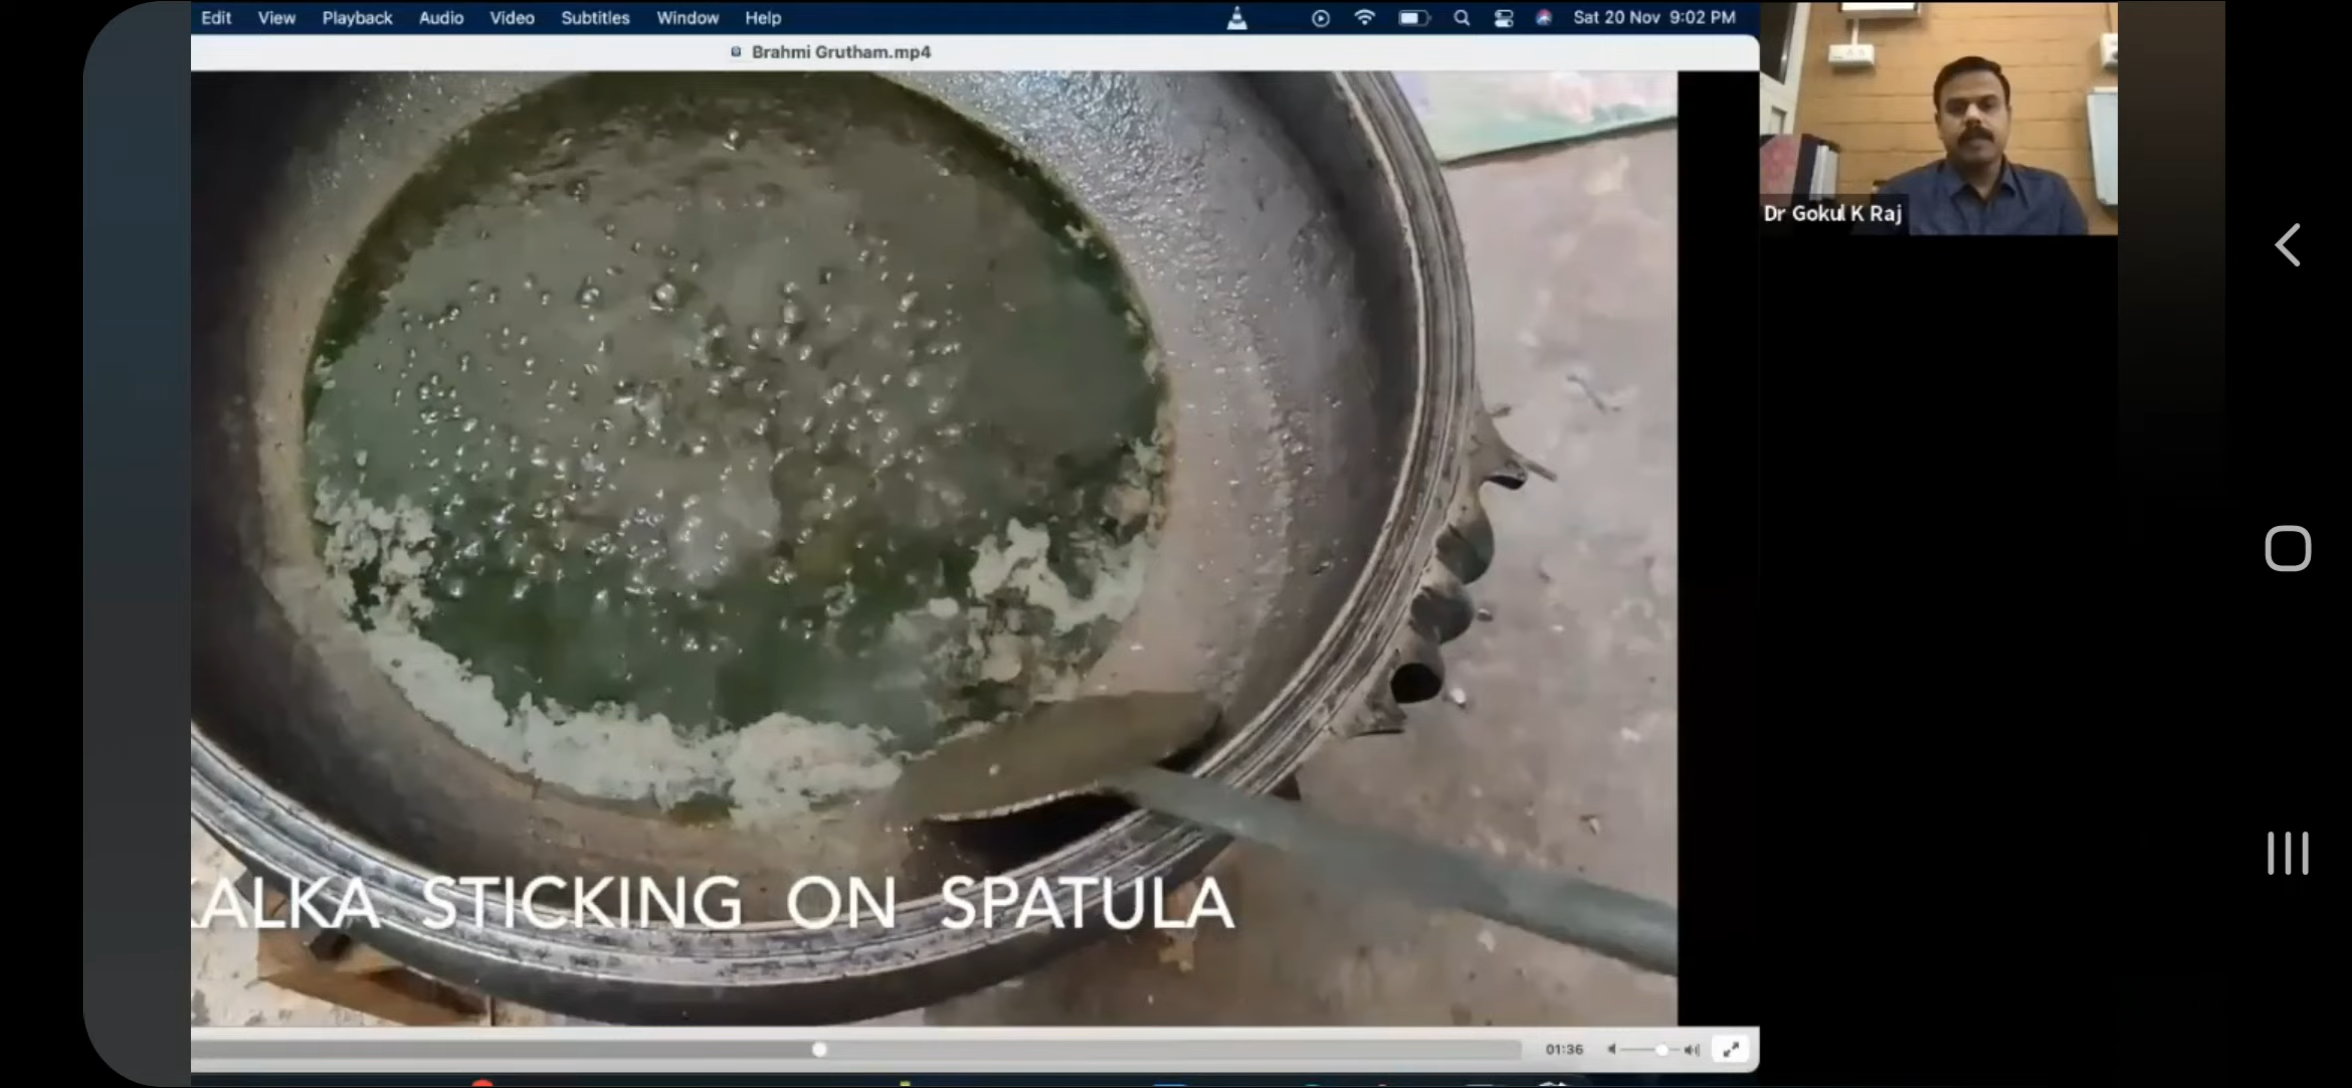 Edit View Playback Audio Video Subtitles Window Help Sat 20 Nov 9:02 PM
Brahmi Grutham.mp4
Dr Gokul K Raj
ALKA STICKING ON SPATULA
01:36